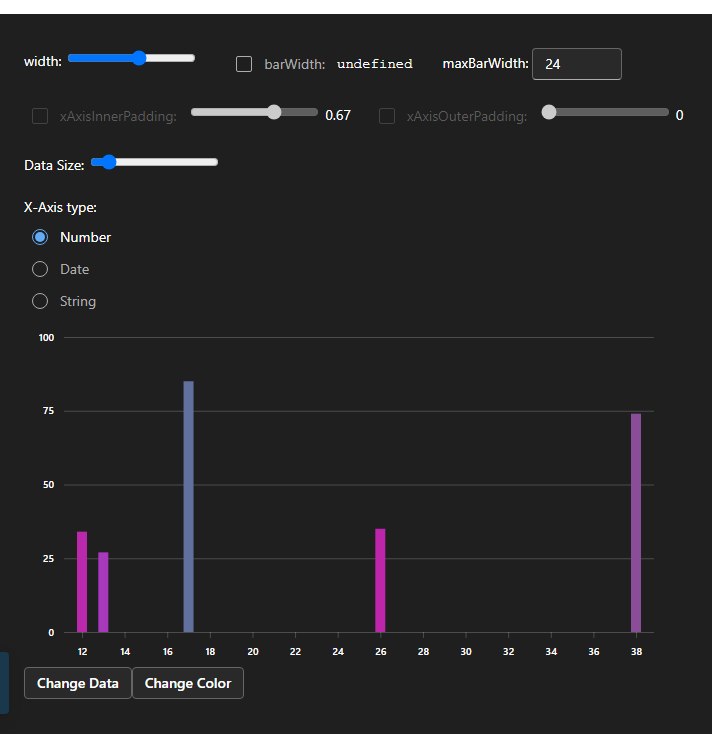 width: barWidth: undefined maxBarWidth: 24
xAxisInnerPadding: 0.67 xAxisOuterPadding: 0
Data Size:
X-Axis type:
Number
Date
String
100
75
50
25
0
12 14 16 18 20 22 24 26 28 30 32 34 36 38
Change Data Change Color